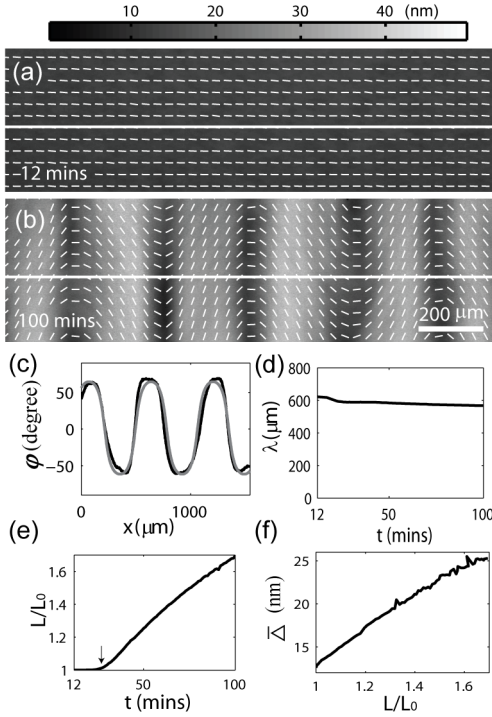 10 20 30 40 (nm)
(a)
12 mins
(b)
100 mins
200 μm
(c)
φ (degree)
50
0
−50
0 1000
x (μm)
(d)
λ(μm)
800
600
400
200
0
12 50 100
t (mins)
(e)
L/L0
1.6
1.4
1.2
1
12 50 100
t (mins)
(f)
Δ̅ (nm)
25
20
15
1 1.2 1.4 1.6
L/L0